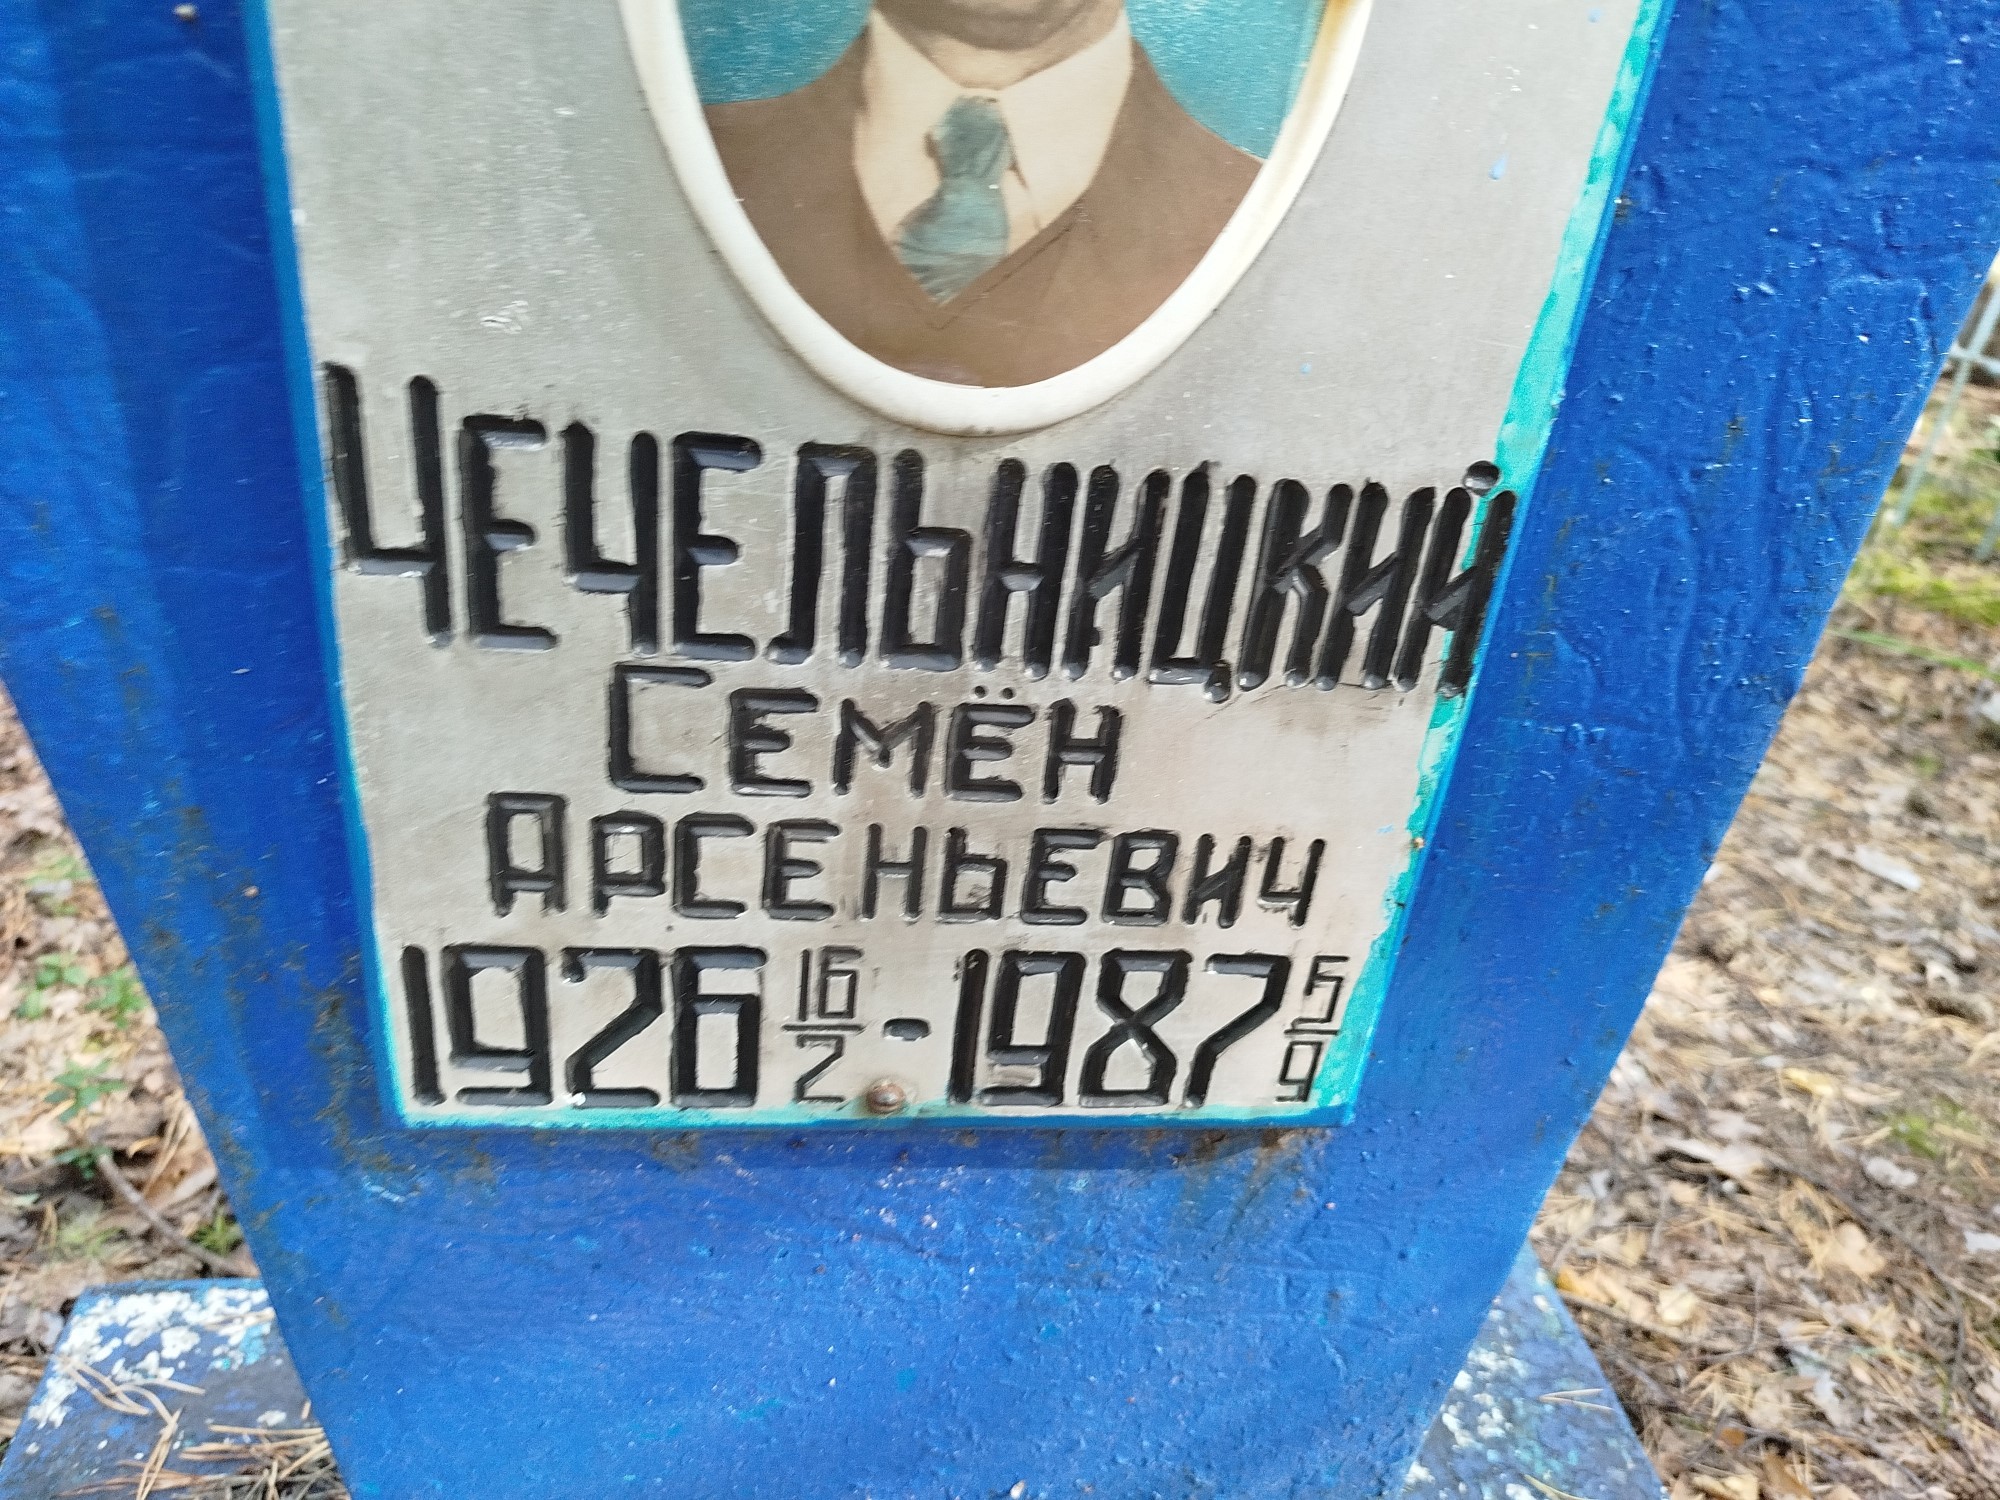 ЧЕЧЕЛЬНИЦКИЙ
СЕМЁН
АРСЕНЬЕВИЧ
1926 16/2 - 1987 5/9